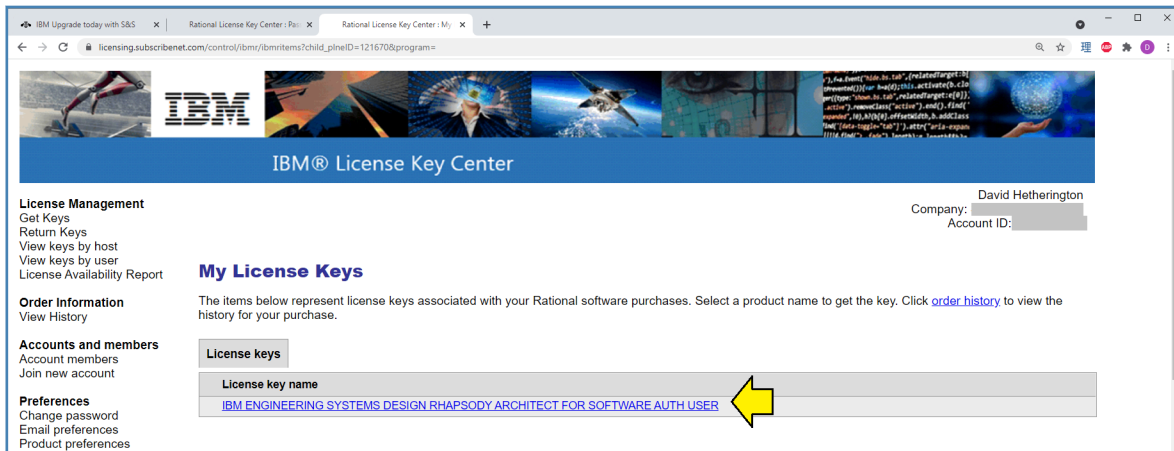 IBM Upgrade today with S&S
Rational License Key Center : Pas
Rational License Key Center : My
licensing.subscribenet.com/control/ibmr/ibmritems?child_plneID=121670&program=
理
ABP
D
IBM
IBM® License Key Center
David Hetherington
Company:
Account ID:
License Management
Get Keys
Return Keys
View keys by host
View keys by user
License Availability Report
Order Information
View History
Accounts and members
Account members
Join new account
Preferences
Change password
Email preferences
Product preferences
My License Keys
The items below represent license keys associated with your Rational software purchases. Select a product name to get the key. Click order history to view the
history for your purchase.
License keys
License key name
IBM ENGINEERING SYSTEMS DESIGN RHAPSODY ARCHITECT FOR SOFTWARE AUTH USER